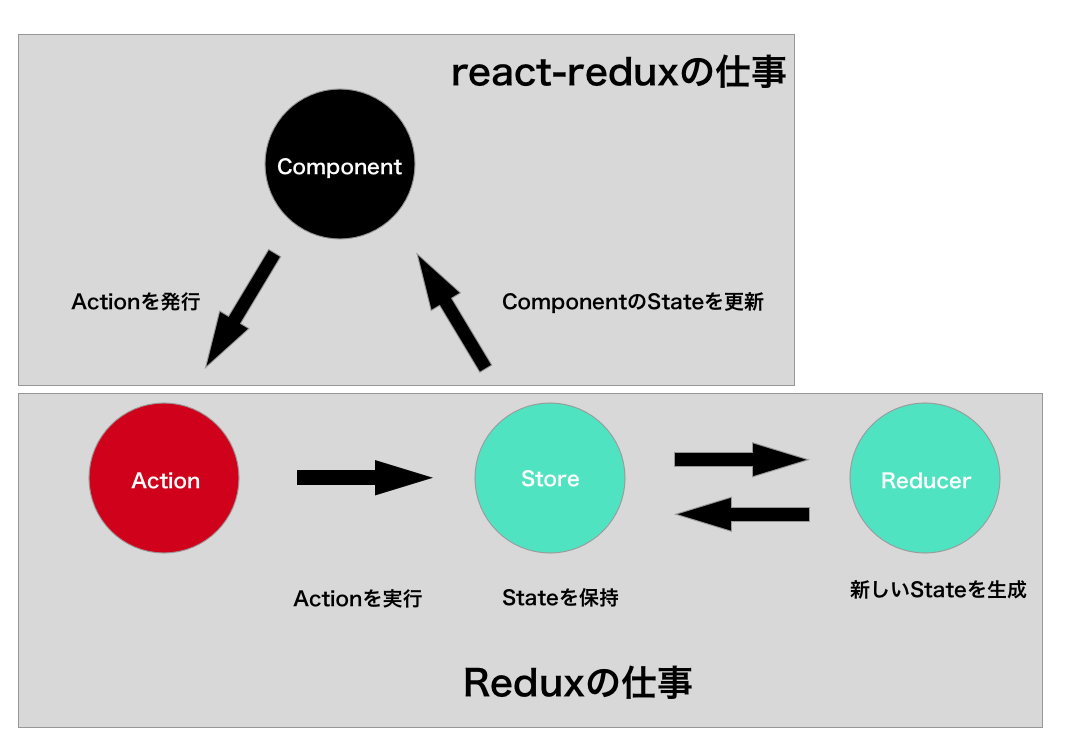 react-reduxの仕事
Component
Actionを発行
ComponentのStateを更新
Action
Store
Reducer
Actionを実行
Stateを保持
新しいStateを生成
Reduxの仕事